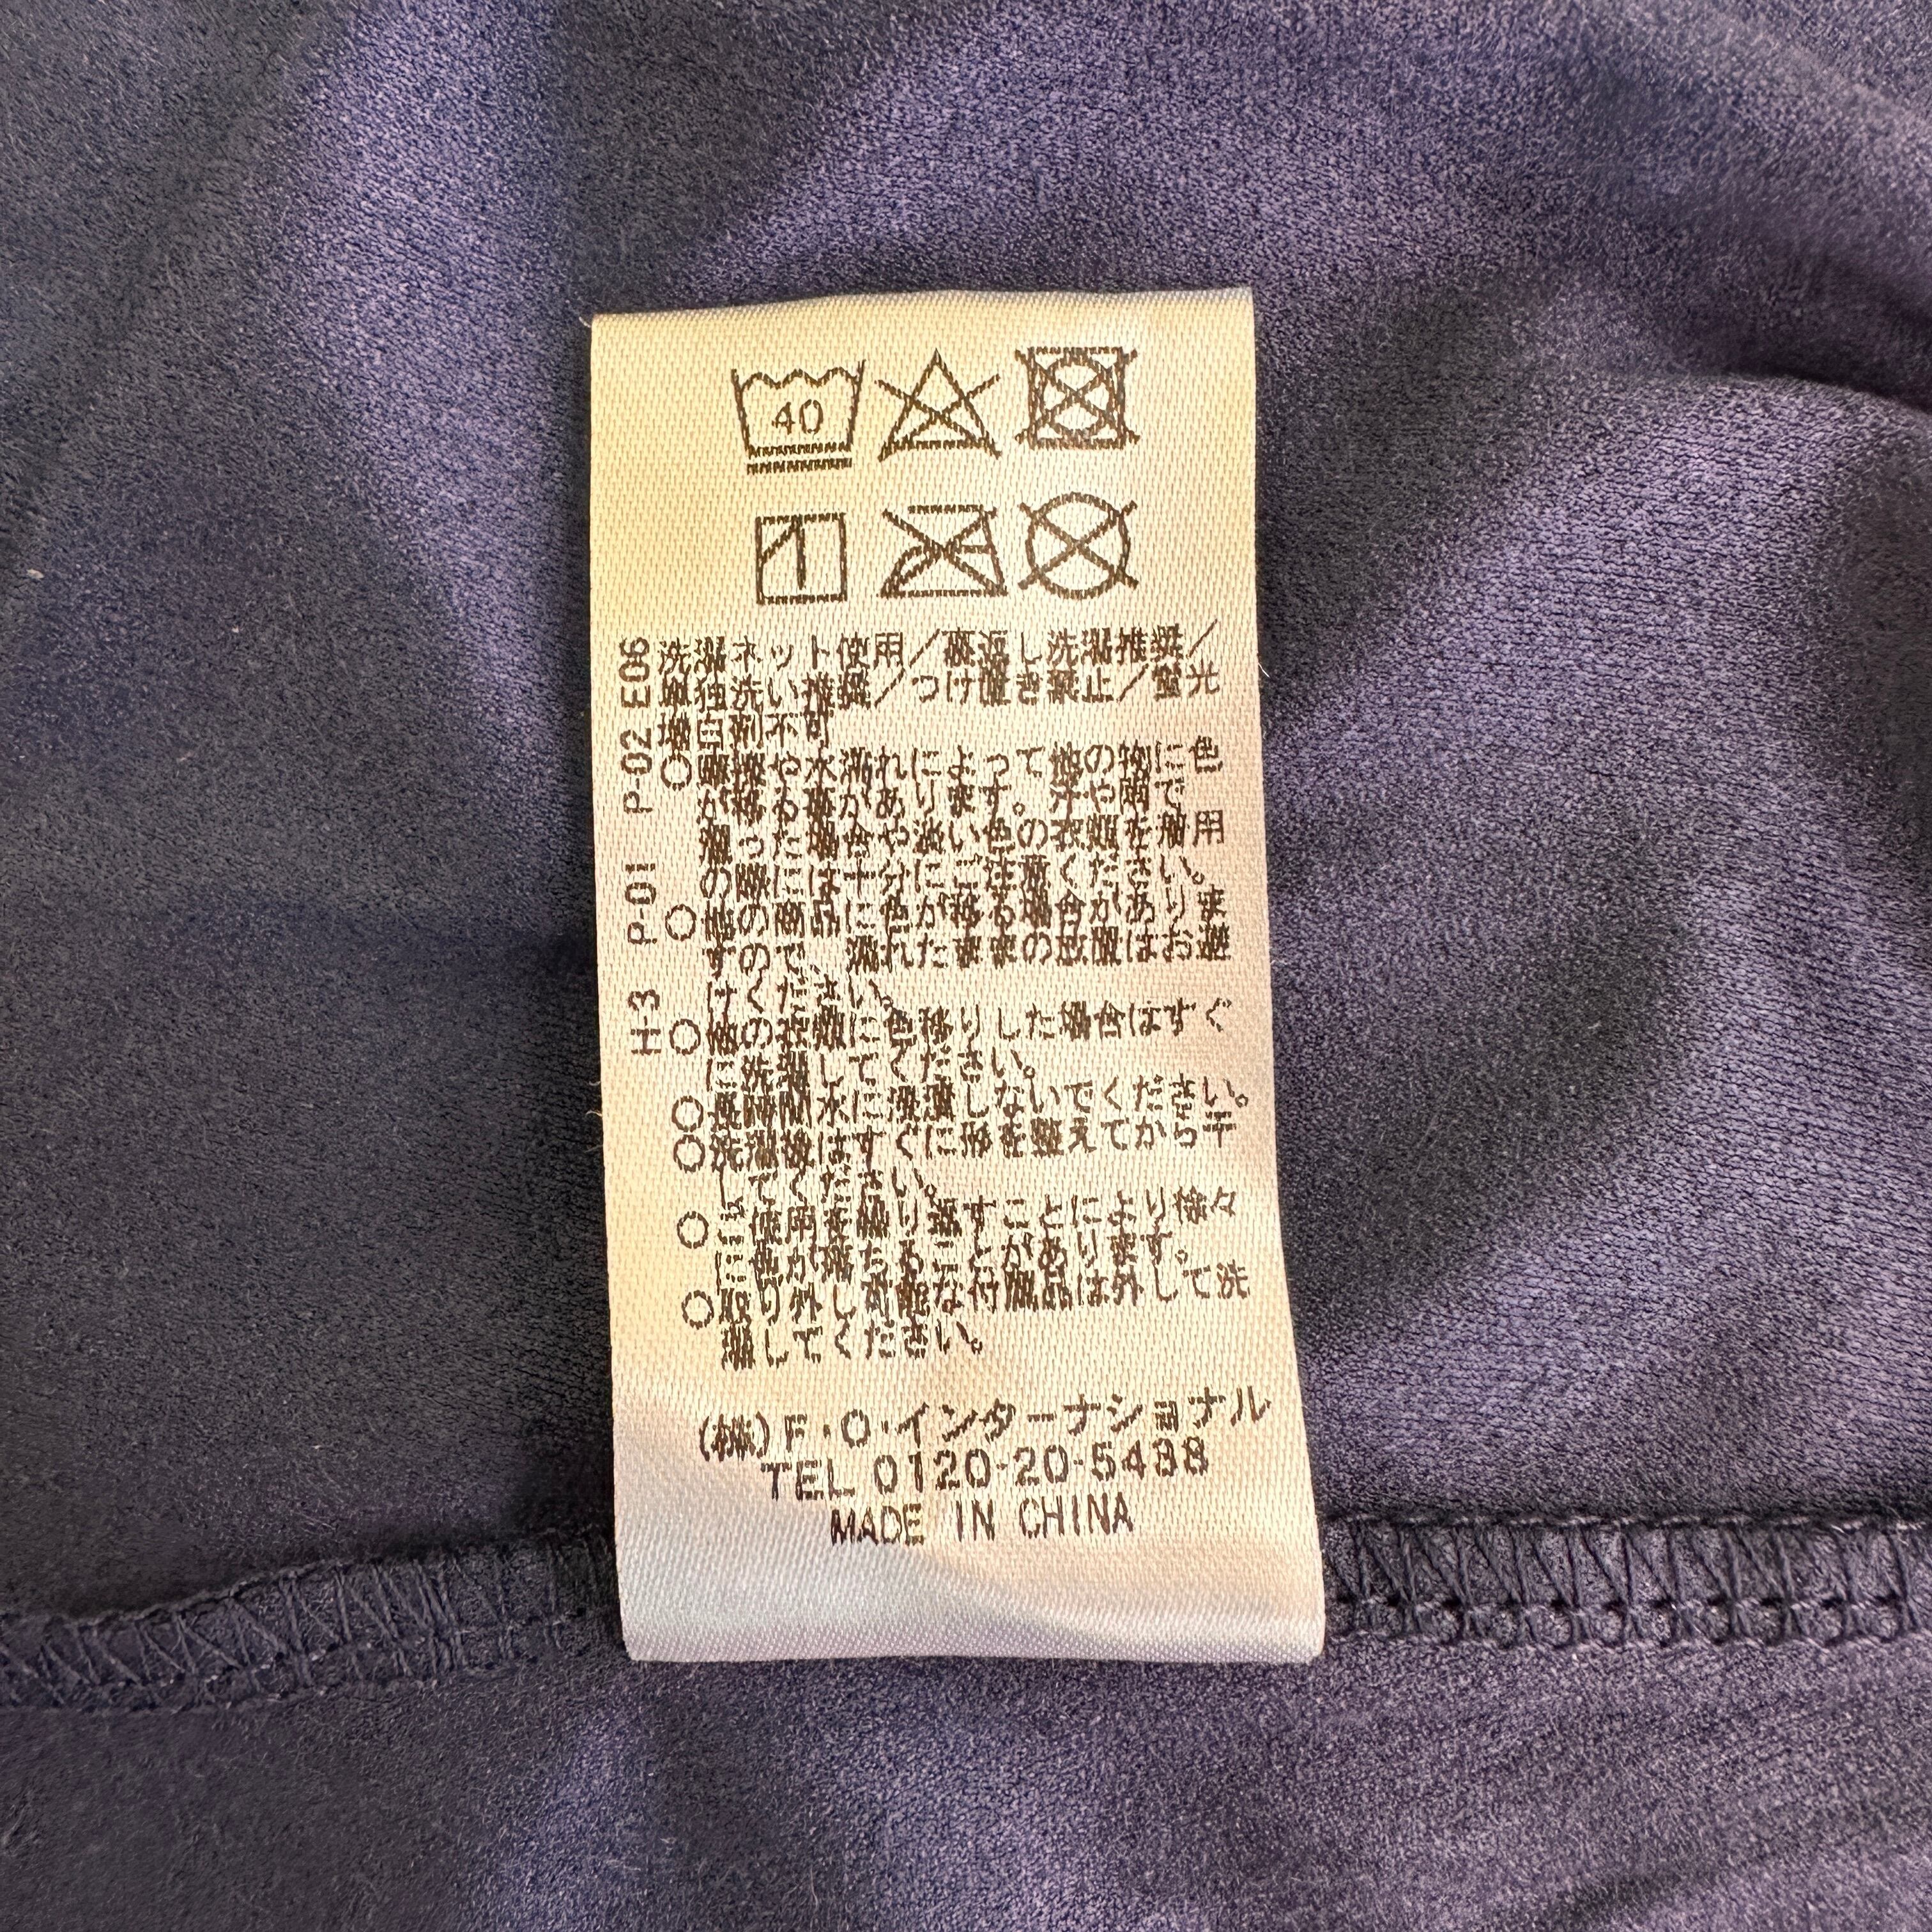 40
洗濯ネット使用／裏返し洗濯推奨／
単独洗い推奨／つけ置き禁止／蛍光
増白剤不可
○摩擦や水濡れによって他の物に色
が移る事があります。汗や雨で
湿った場合や淡い色の衣類を着用
の際には十分にご注意ください。
○他の商品に色が移る場合がありま
すので、濡れたままの放置はお避
けください。
○他の衣類に色移りした場合はすぐ
に洗濯してください。
○長時間水に浸漬しないでください。
○洗濯後はすぐに形を整えてから干
してください。
○ご使用を繰り返すことにより徐々
に色が落ちることがあります。
○取り外し可能な付属品は外して洗
濯してください。
H-3 P-01 P-02 E06
(株)F・O・インターナショナル
TEL 0120-20-5438
MADE IN CHINA